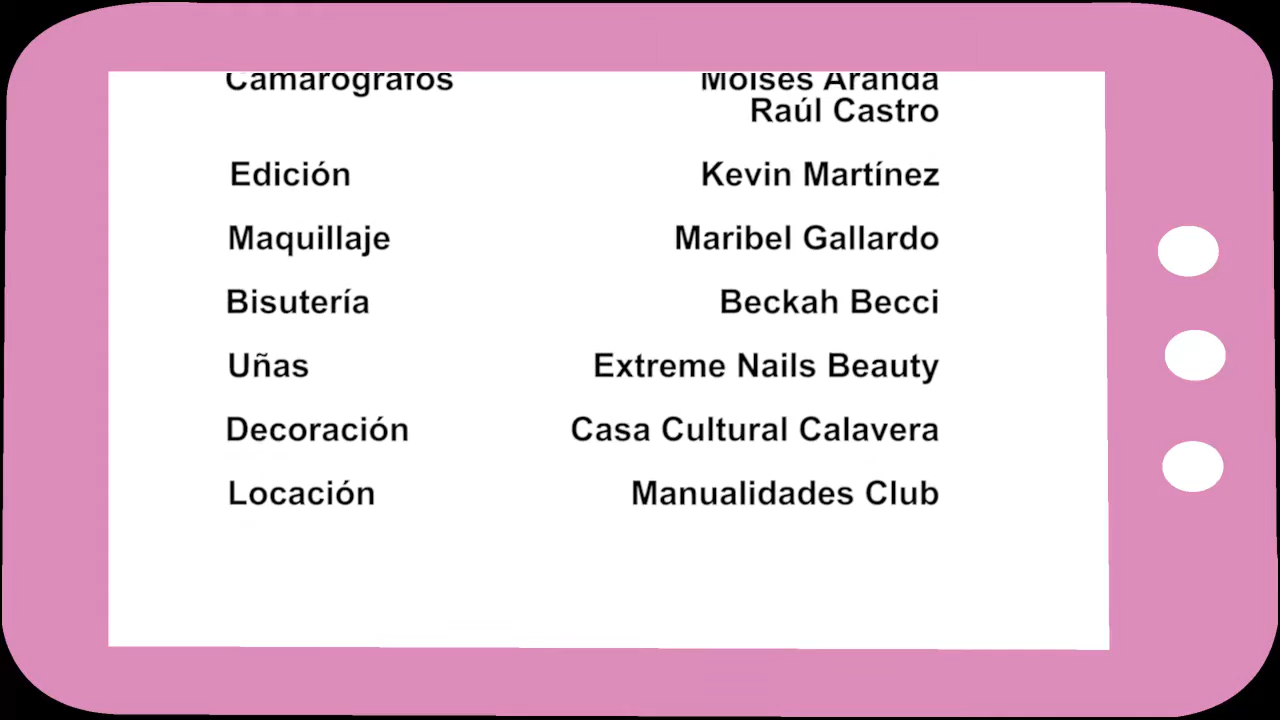 Camarógrafos Moisés Aranda
Raúl Castro
Edición Kevin Martínez
Maquillaje Maribel Gallardo
Bisutería Beckah Becci
Uñas Extreme Nails Beauty
Decoración Casa Cultural Calavera
Locación Manualidades Club